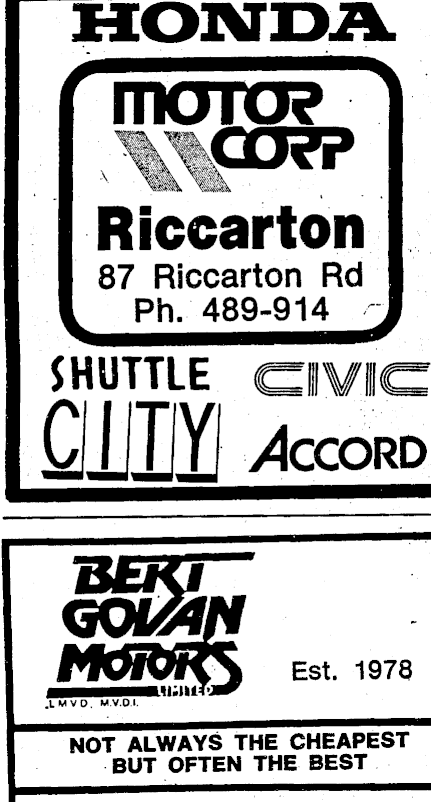 HONDA
MOTOR
CORP
Riccarton
87 Riccarton Rd
Ph. 489-914
SHUTTLE
CIVIC
CITY
ACCORD
BERT
GOVAN
MOTORS
LIMITED
L M V D. M.V.D.I.
Est. 1978
NOT ALWAYS THE CHEAPEST
BUT OFTEN THE BEST